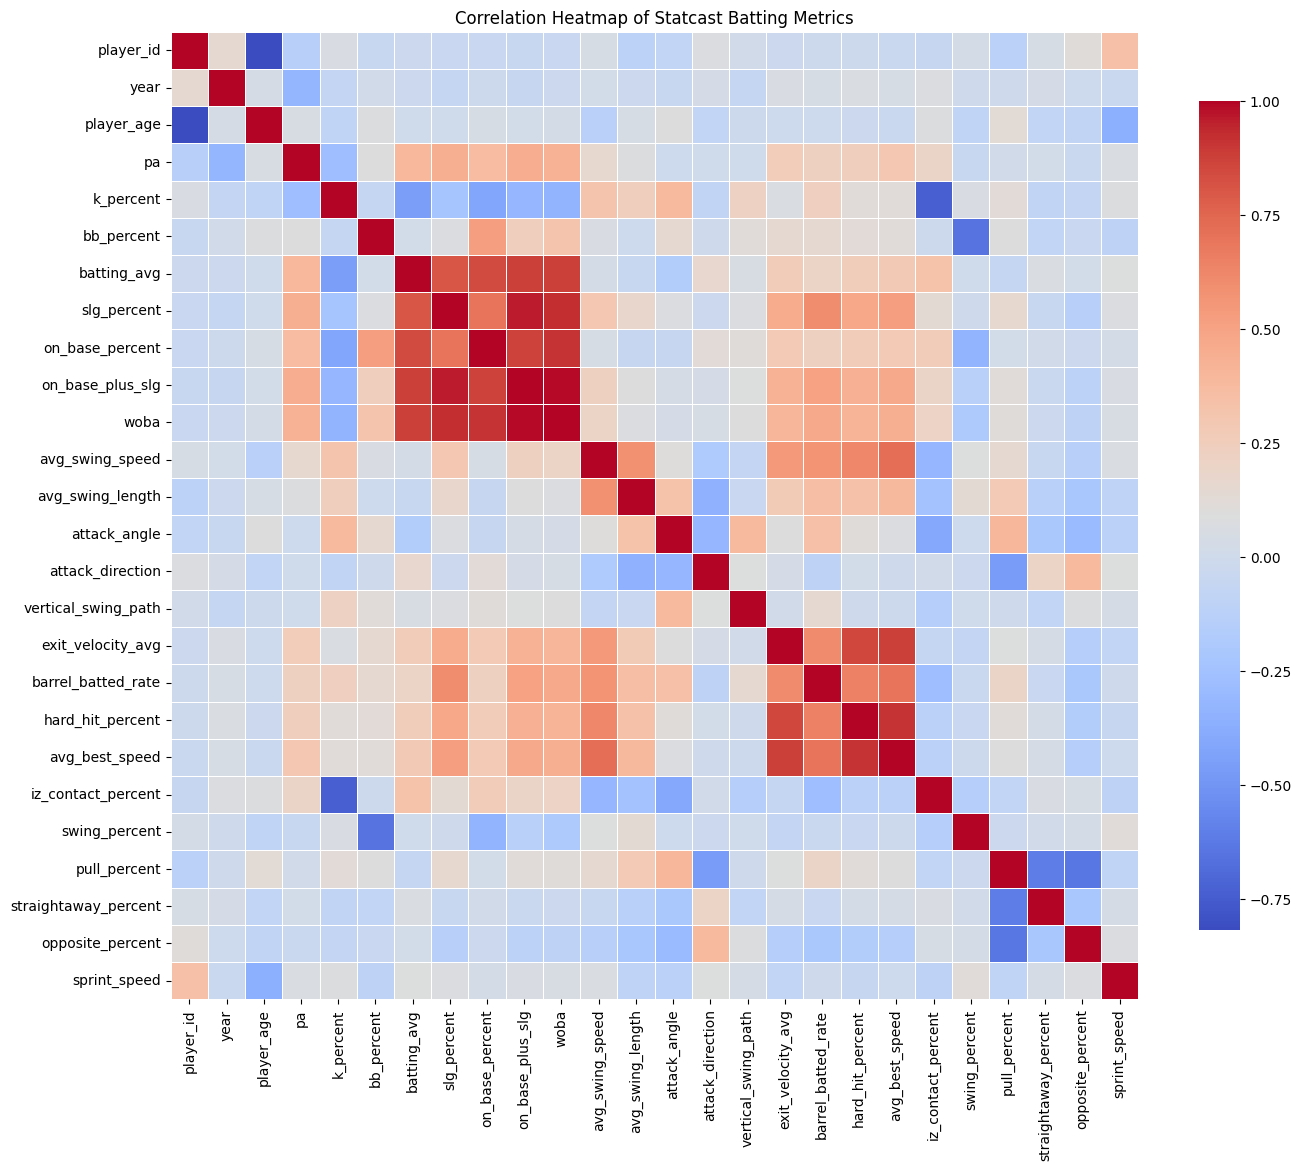 Correlation Heatmap of Statcast Batting Metrics
player_id
year
player_age
pa
k_percent
bb_percent
batting_avg
slg_percent
on_base_percent
on_base_plus_slg
woba
avg_swing_speed
avg_swing_length
attack_angle
attack_direction
vertical_swing_path
exit_velocity_avg
barrel_batted_rate
hard_hit_percent
avg_best_speed
iz_contact_percent
swing_percent
pull_percent
straightaway_percent
opposite_percent
sprint_speed
player_id
year
player_age
pa
k_percent
bb_percent
batting_avg
slg_percent
on_base_percent
on_base_plus_slg
woba
avg_swing_speed
avg_swing_length
attack_angle
attack_direction
vertical_swing_path
exit_velocity_avg
barrel_batted_rate
hard_hit_percent
avg_best_speed
iz_contact_percent
swing_percent
pull_percent
straightaway_percent
opposite_percent
sprint_speed
1.00
0.75
0.50
0.25
0.00
−0.25
−0.50
−0.75